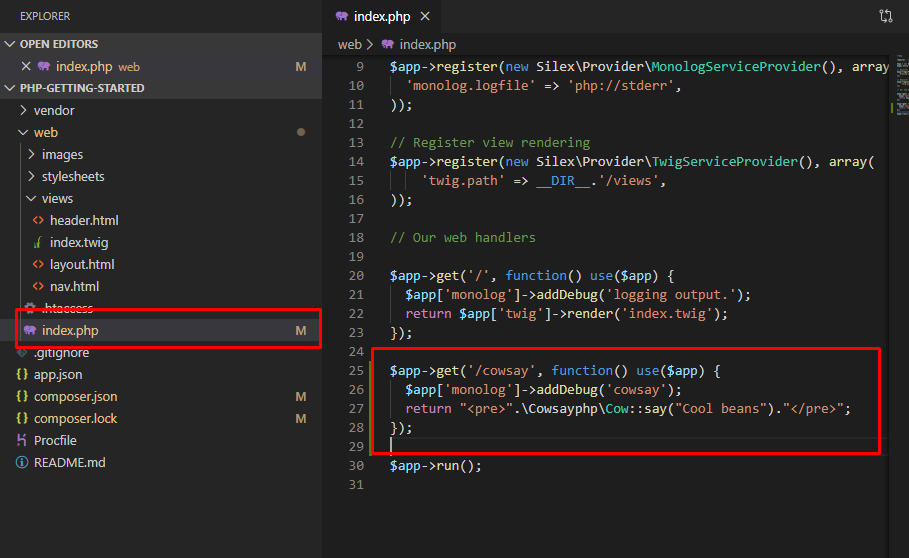 EXPLORER
OPEN EDITORS
index.php web M
PHP-GETTING-STARTED
vendor
web
images
stylesheets
views
header.html
index.twig
layout.html
nav.html
.htaccess
index.php M
.gitignore
app.json
composer.json M
composer.lock M
Procfile
README.md
index.php
web > index.php
9 $app->register(new Silex\Provider\MonologServiceProvider(), array
10 'monolog.logfile' => 'php://stderr',
11 ));
12
13 // Register view rendering
14 $app->register(new Silex\Provider\TwigServiceProvider(), array(
15 'twig.path' => __DIR__.'/views',
16 ));
17
18 // Our web handlers
19
20 $app->get('/', function() use($app) {
21 $app['monolog']->addDebug('logging output.');
22 return $app['twig']->render('index.twig');
23 });
24
25 $app->get('/cowsay', function() use($app) {
26 $app['monolog']->addDebug('cowsay');
27 return "<pre>".\Cowsayphp\Cow::say("Cool beans")."</pre>";
28 });
29
30 $app->run();
31